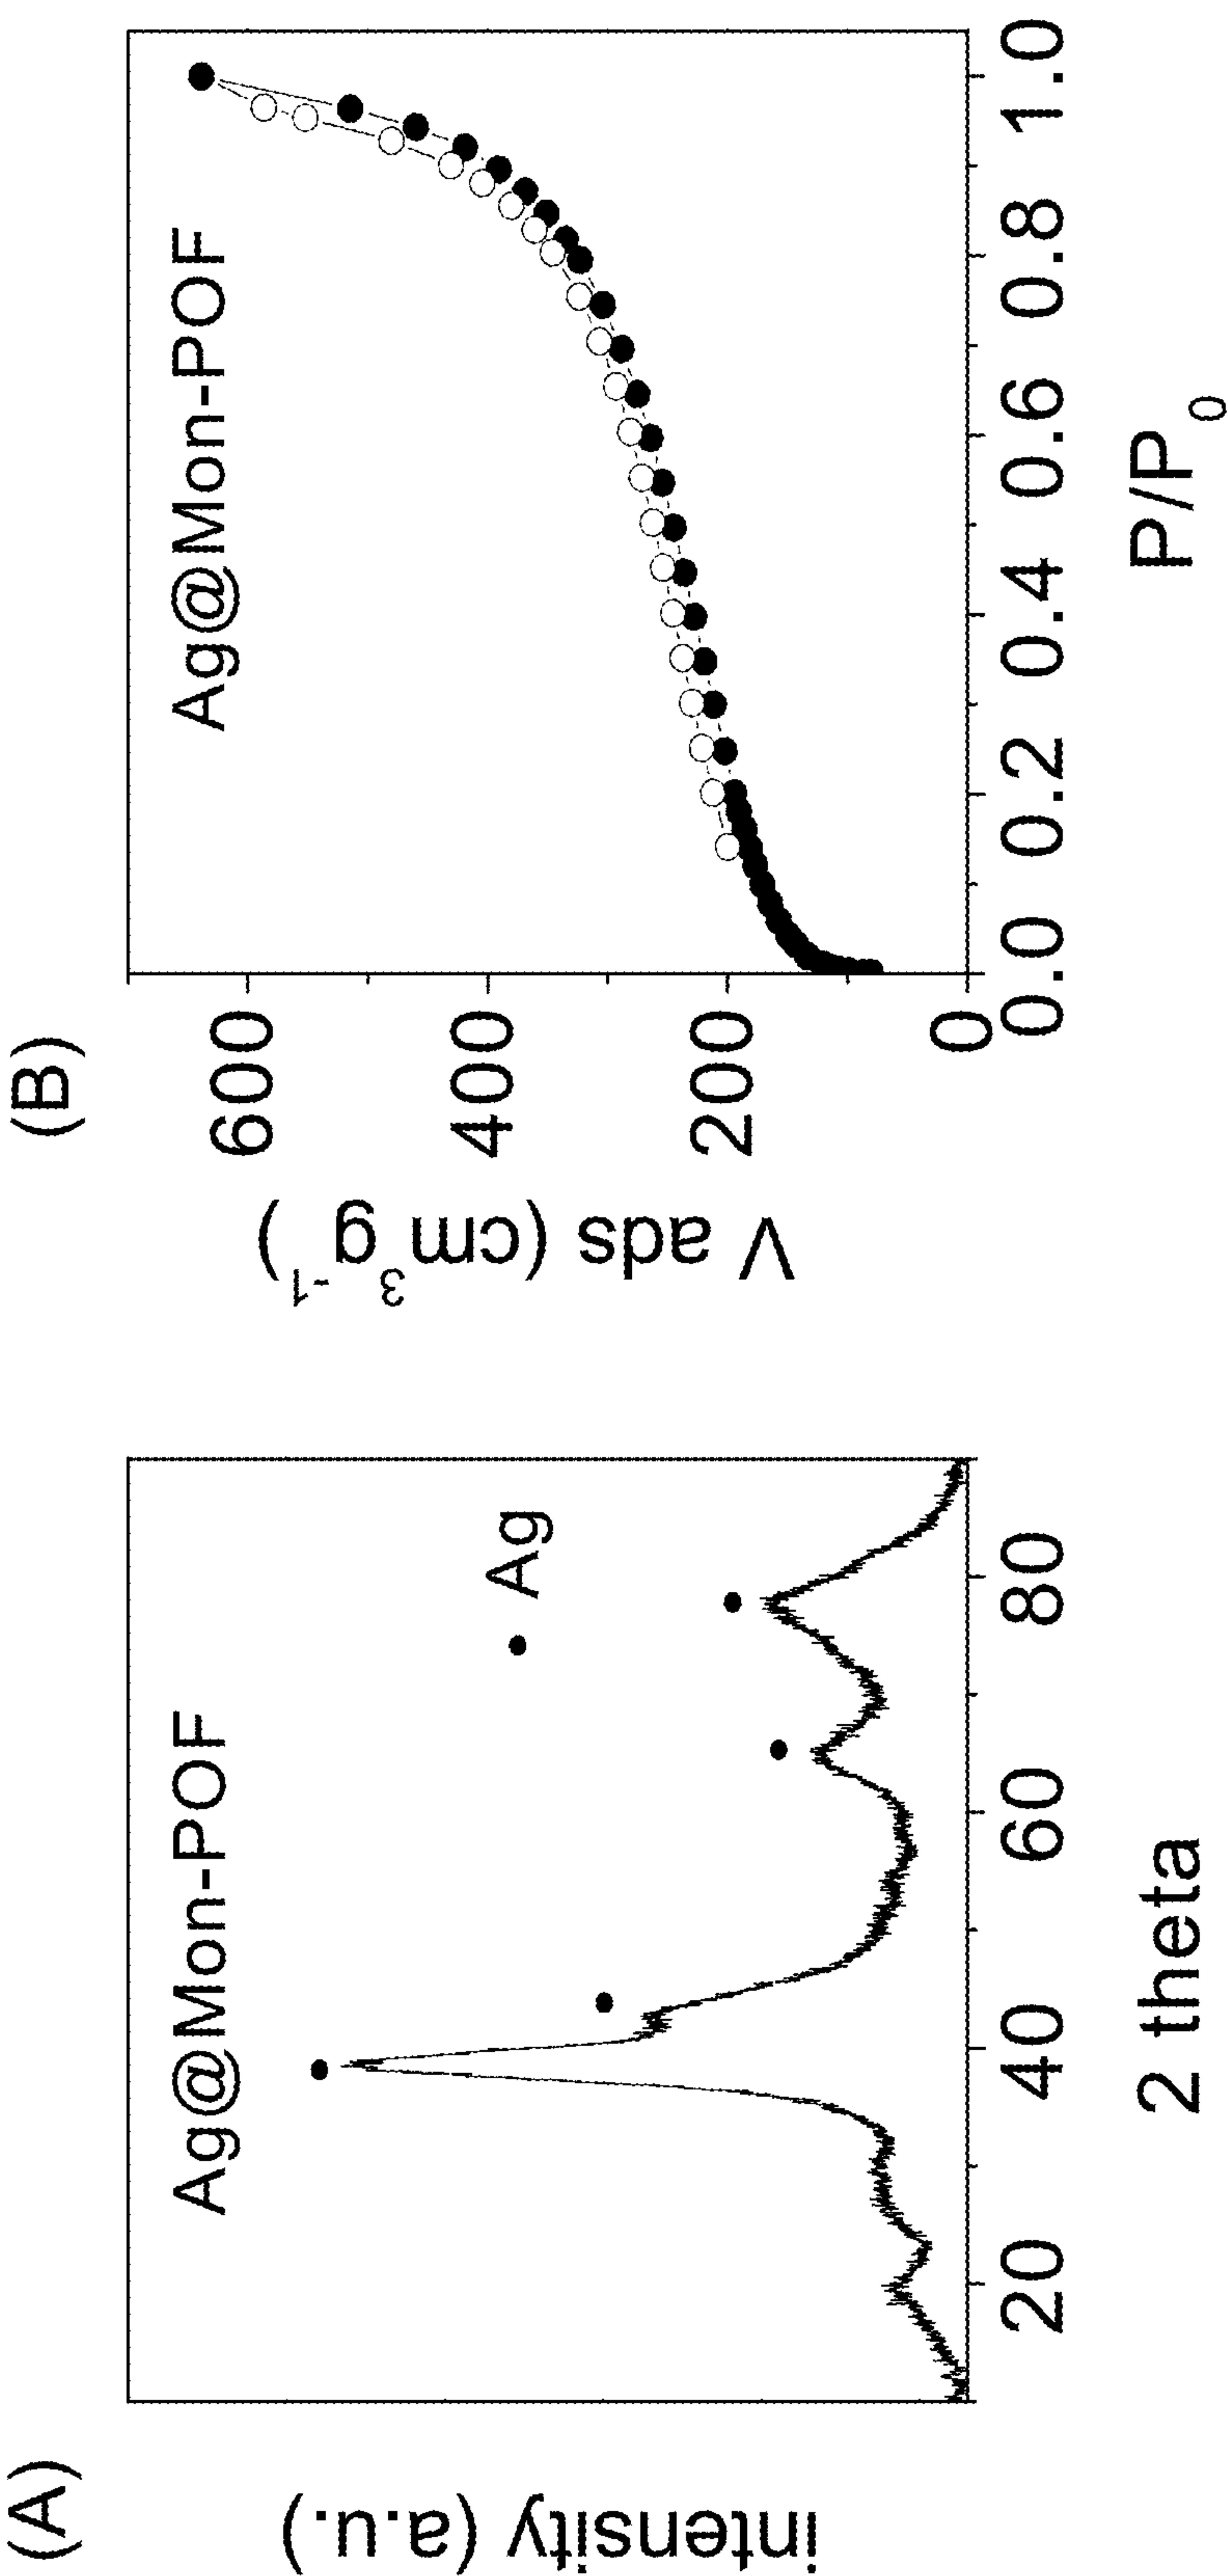 (A)
Ag@Mon-POF
Ag
intensity (a.u.)
20 40 60 80
2 theta
(B)
Ag@Mon-POF
600
400
200
0
V ads (cm³g⁻¹)
0.0 0.2 0.4 0.6 0.8 1.0
P/P₀